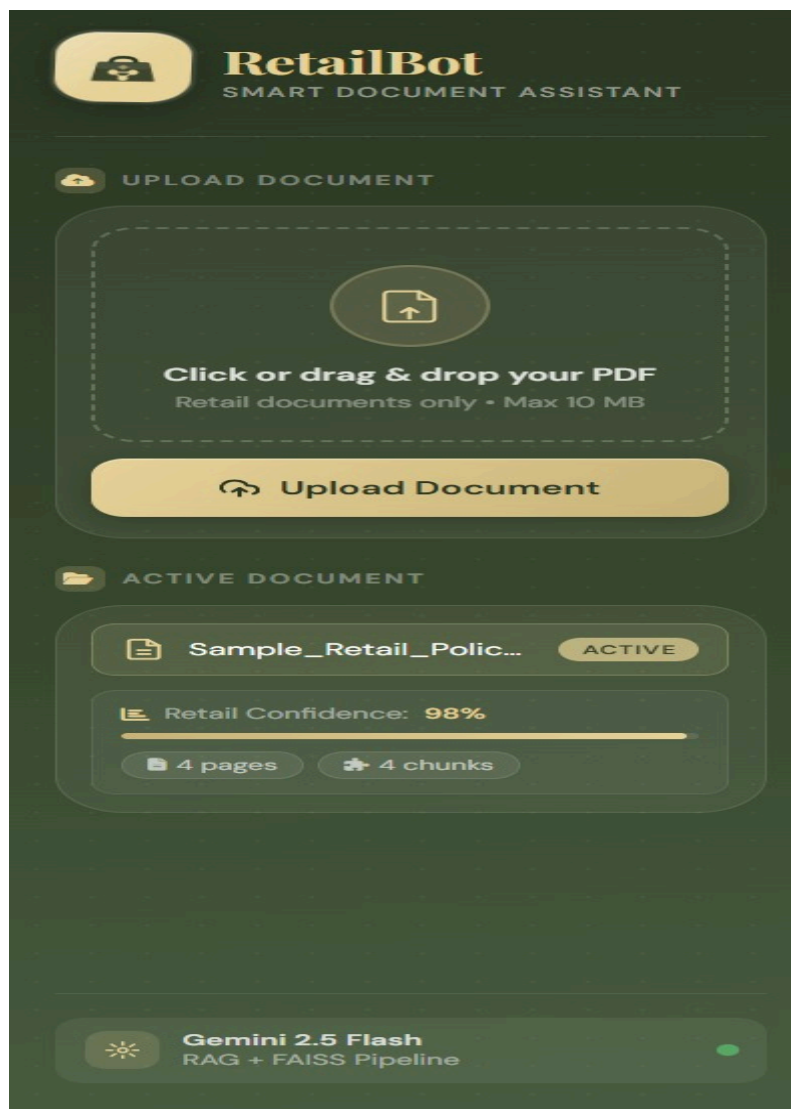 RetailBot
SMART DOCUMENT ASSISTANT
UPLOAD DOCUMENT
Click or drag & drop your PDF
Retail documents only • Max 10 MB
Upload Document
ACTIVE DOCUMENT
Sample_Retail_Polic... ACTIVE
Retail Confidence: 98%
4 pages 4 chunks
Gemini 2.5 Flash
RAG + FAISS Pipeline